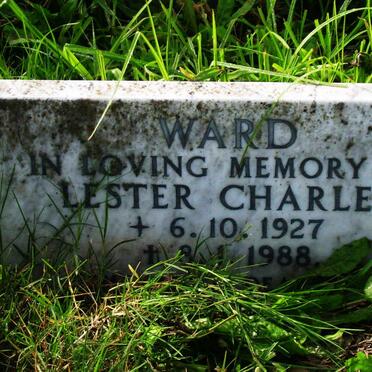 WARD
IN LOVING MEMORY
LESTER CHARLE
+ 6.10.1927
1988